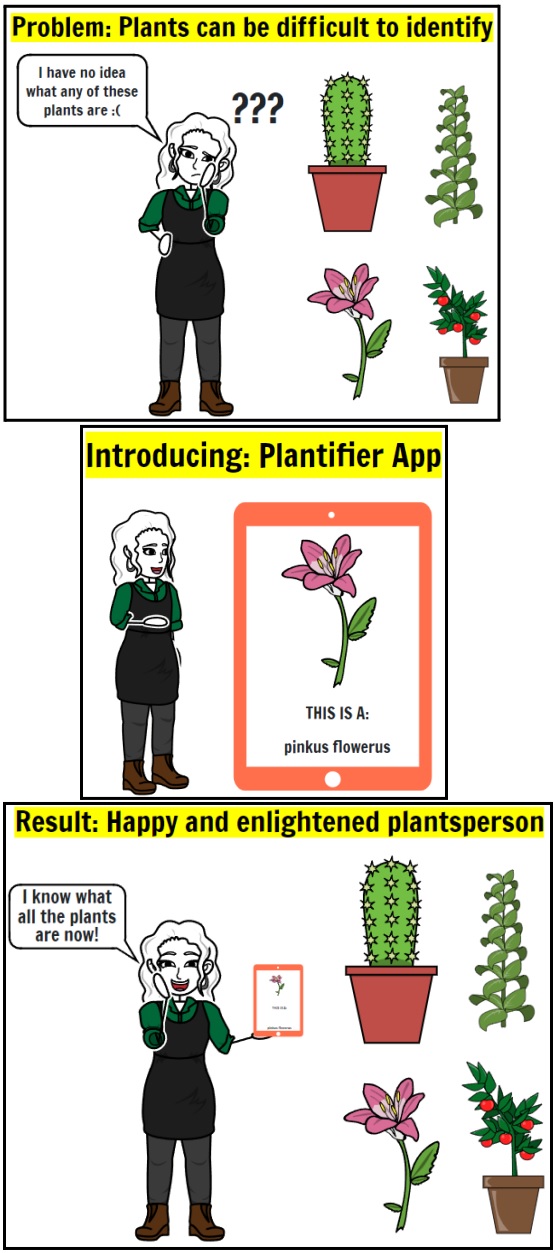 Problem: Plants can be difficult to identify
I have no idea
what any of these
plants are :(
???
Introducing: Plantifier App
THIS IS A:
pinkus flowerus
Result: Happy and enlightened plantsperson
I know what
all the plants
are now!
THIS IS A:
pinkus flowerus